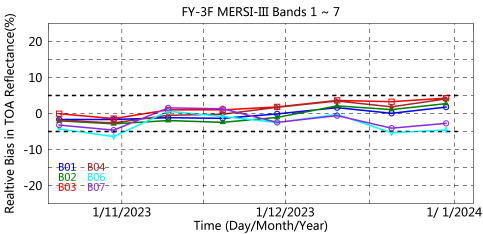 FY-3F MERSI-III Bands 1 ~ 7
Realtive Bias in TOA Reflectance(%)
20
10
0
-10
-20
B01 B04
B02 B06
B03 B07
1/11/2023 1/12/2023 1/ 1/2024
Time (Day/Month/Year)